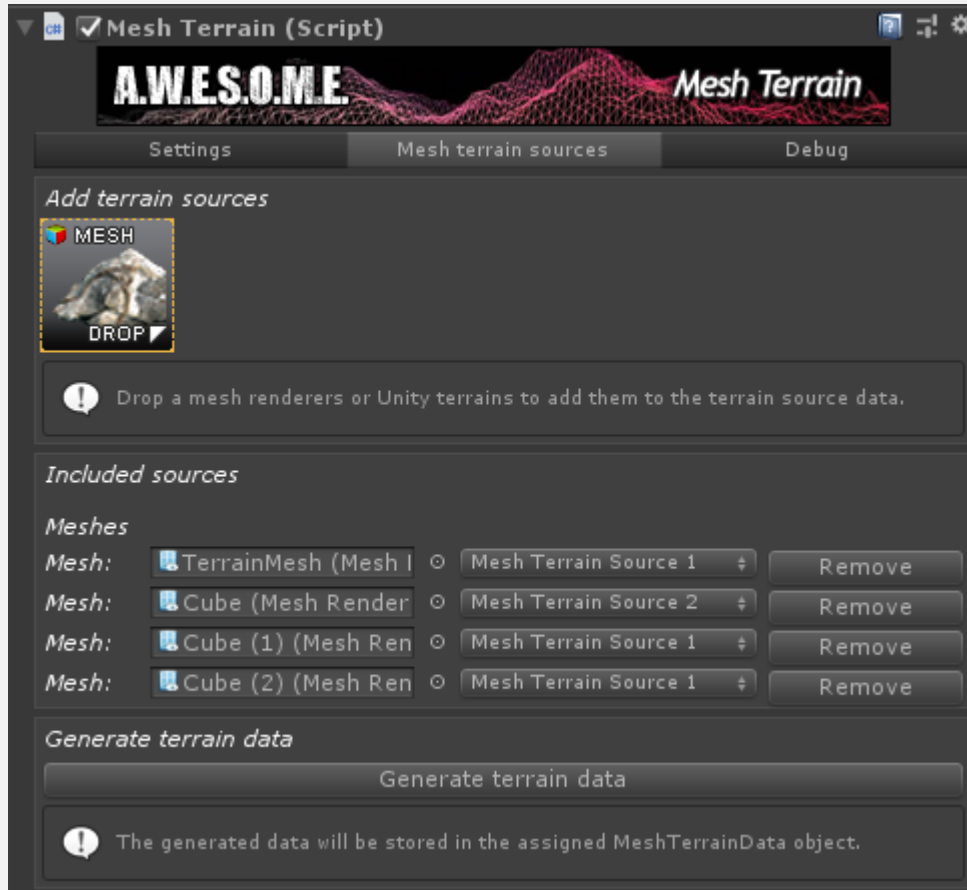 Mesh Terrain (Script)
A.W.E.S.O.M.E. Mesh Terrain
Settings Mesh terrain sources Debug
Add terrain sources
MESH
DROP
Drop a mesh renderers or Unity terrains to add them to the terrain source data.
Included sources
Meshes
Mesh: TerrainMesh (Mesh Mesh Terrain Source 1 Remove
Mesh: Cube (Mesh Render Mesh Terrain Source 2 Remove
Mesh: Cube (1) (Mesh Ren Mesh Terrain Source 1 Remove
Mesh: Cube (2) (Mesh Ren Mesh Terrain Source 1 Remove
Generate terrain data
Generate terrain data
The generated data will be stored in the assigned MeshTerrainData object.